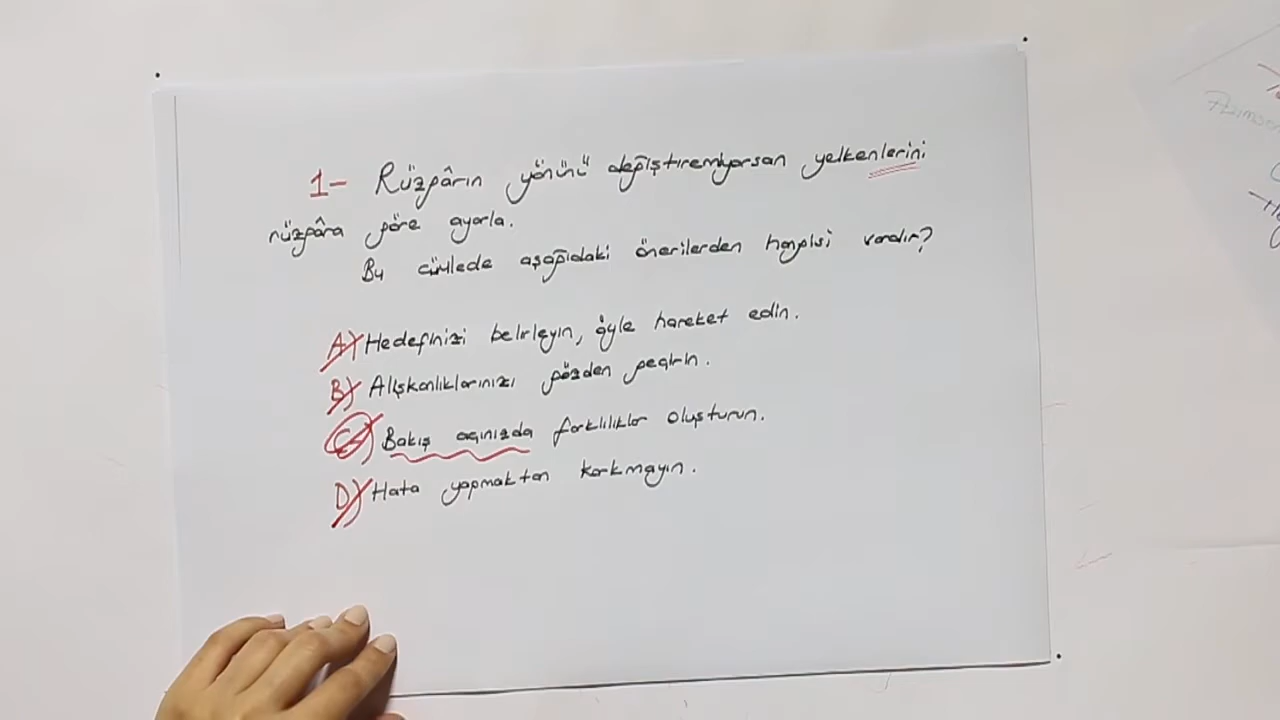 1- Rüzgârın yönünü değiştiremiyorsan yelkenlerini
rüzgâra göre ayarla.
Bu cümlede aşağıdaki önerilerden hangisi vardır?
A) Hedefinizi belirleyin, öyle hareket edin.
B) Alışkanlıklarınızı gözden geçirin.
C) Bakış açınızda farklılıklar oluşturun.
D) Hata yapmaktan korkmayın.